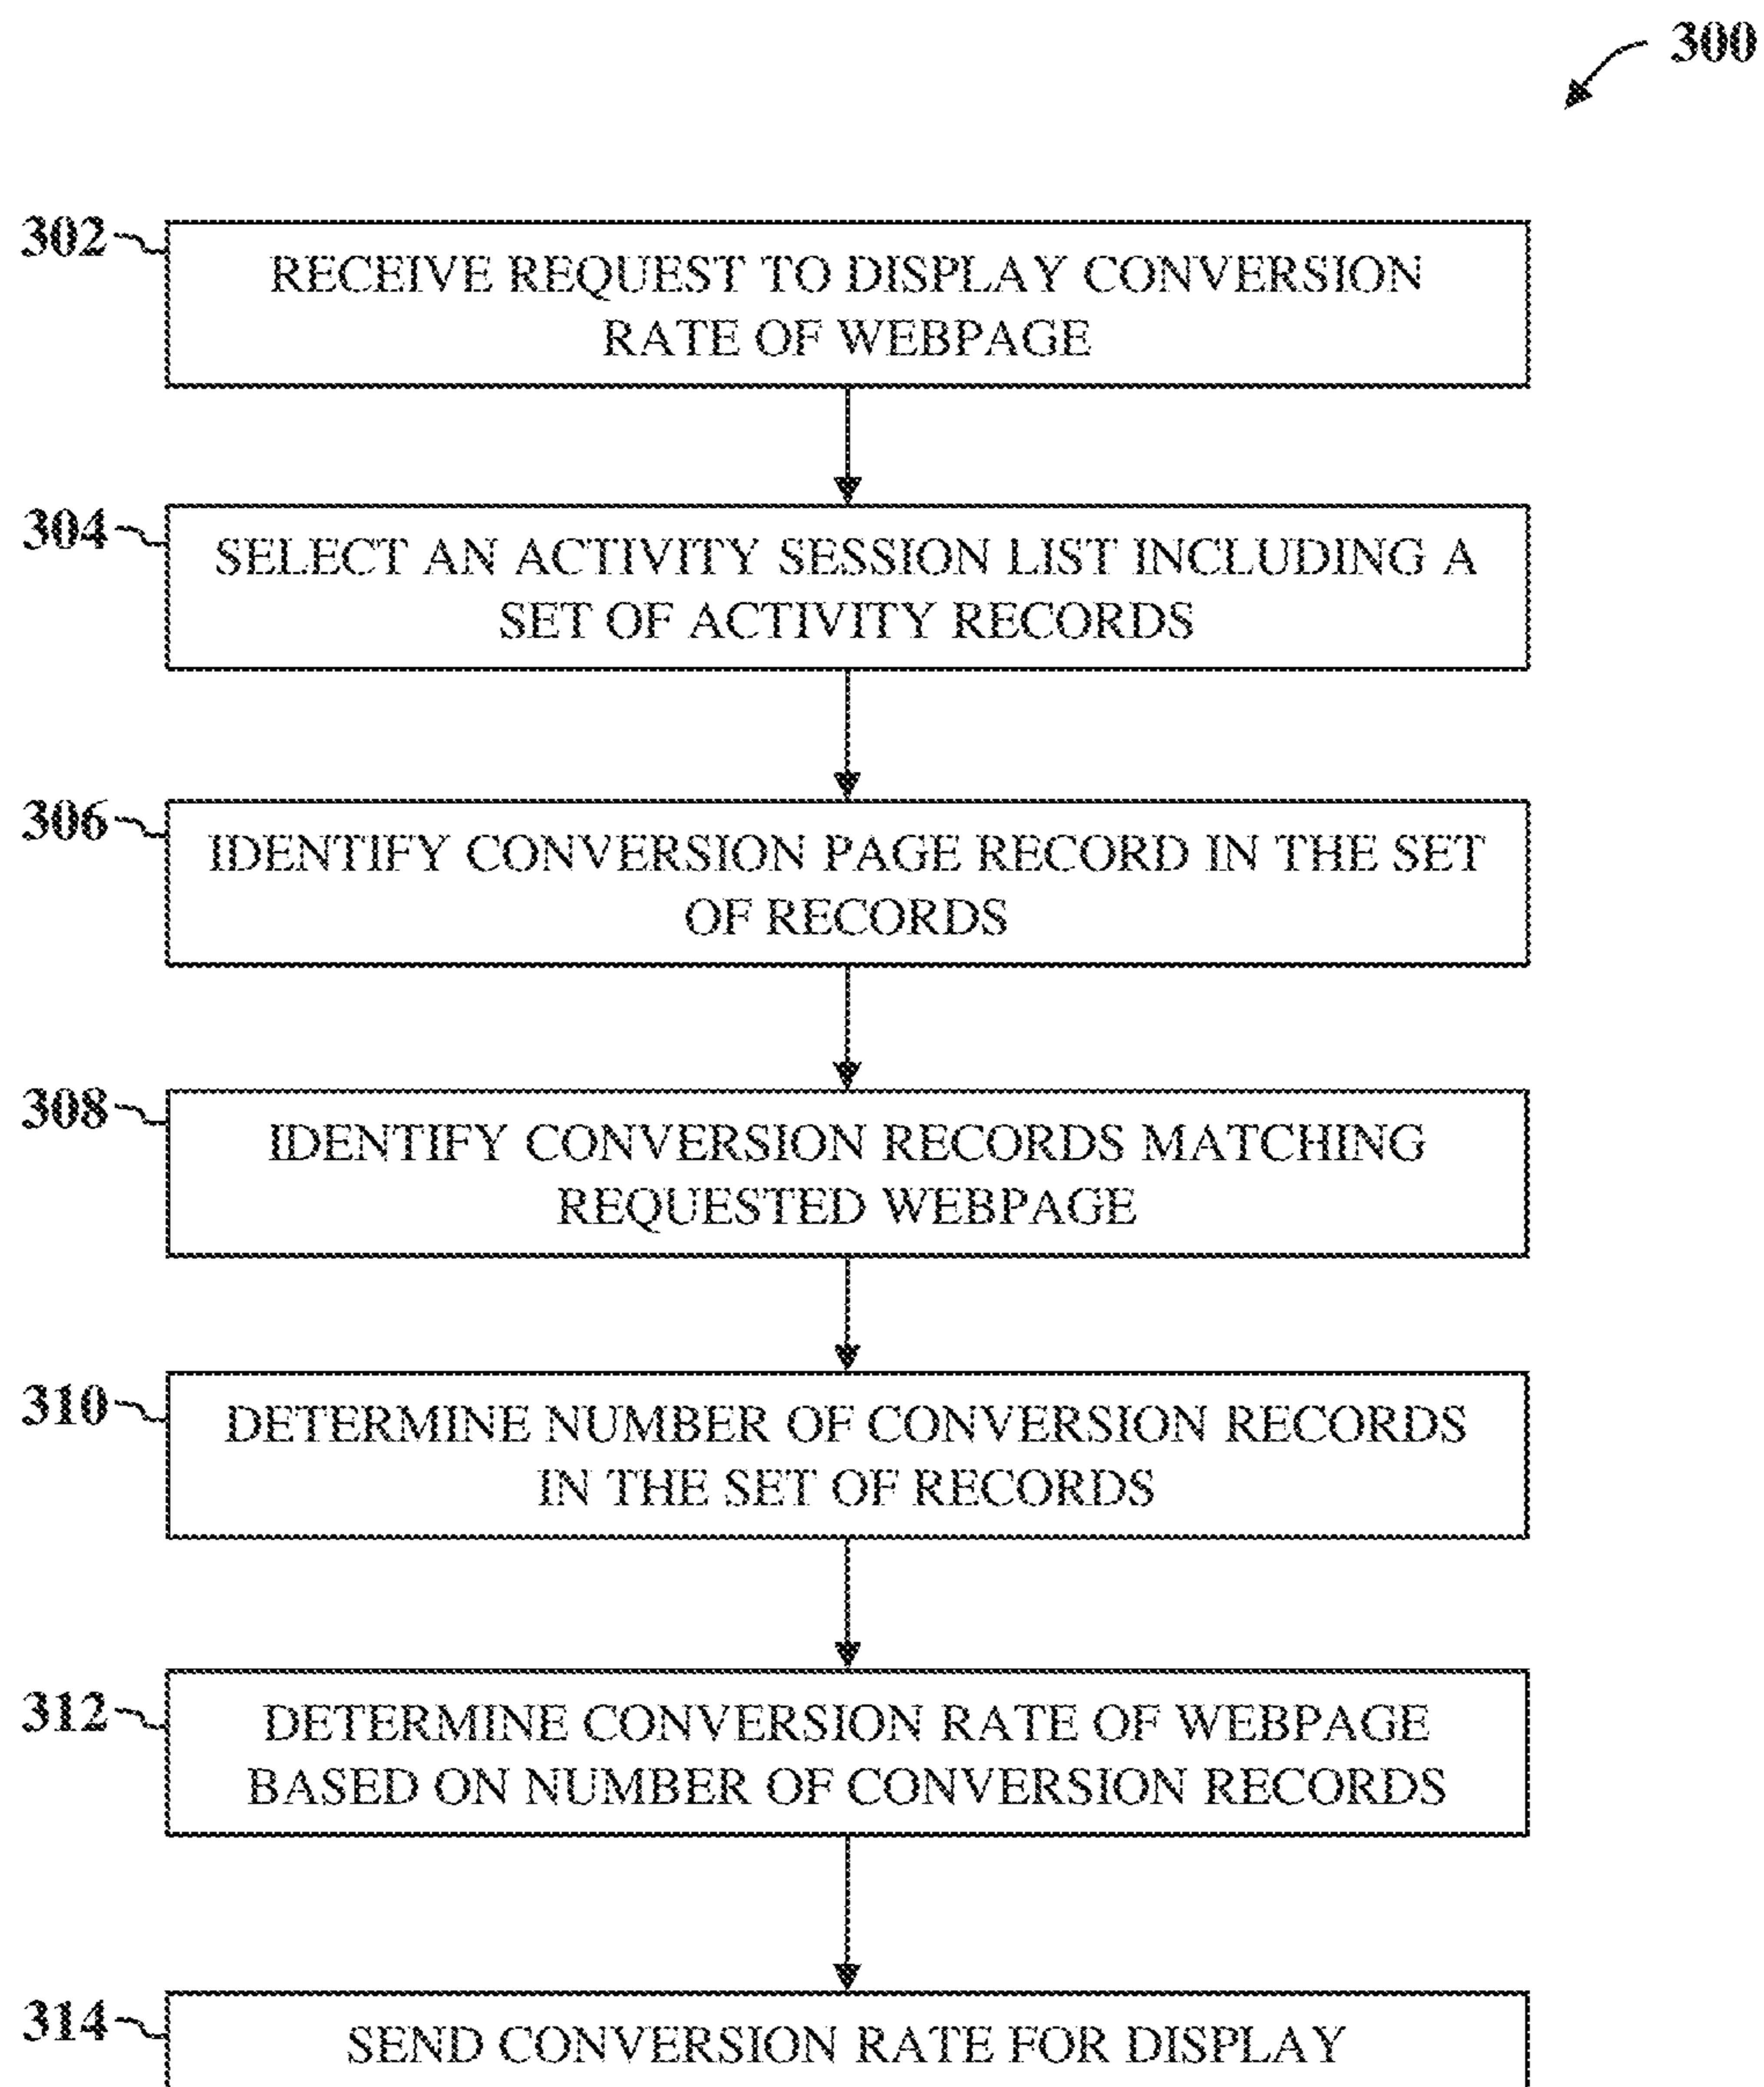 300
302
RECEIVE REQUEST TO DISPLAY CONVERSION
RATE OF WEBPAGE
304
SELECT AN ACTIVITY SESSION LIST INCLUDING A
SET OF ACTIVITY RECORDS
306
IDENTIFY CONVERSION PAGE RECORD IN THE SET
OF RECORDS
308
IDENTIFY CONVERSION RECORDS MATCHING
REQUESTED WEBPAGE
310
DETERMINE NUMBER OF CONVERSION RECORDS
IN THE SET OF RECORDS
312
DETERMINE CONVERSION RATE OF WEBPAGE
BASED ON NUMBER OF CONVERSION RECORDS
314
SEND CONVERSION RATE FOR DISPLAY